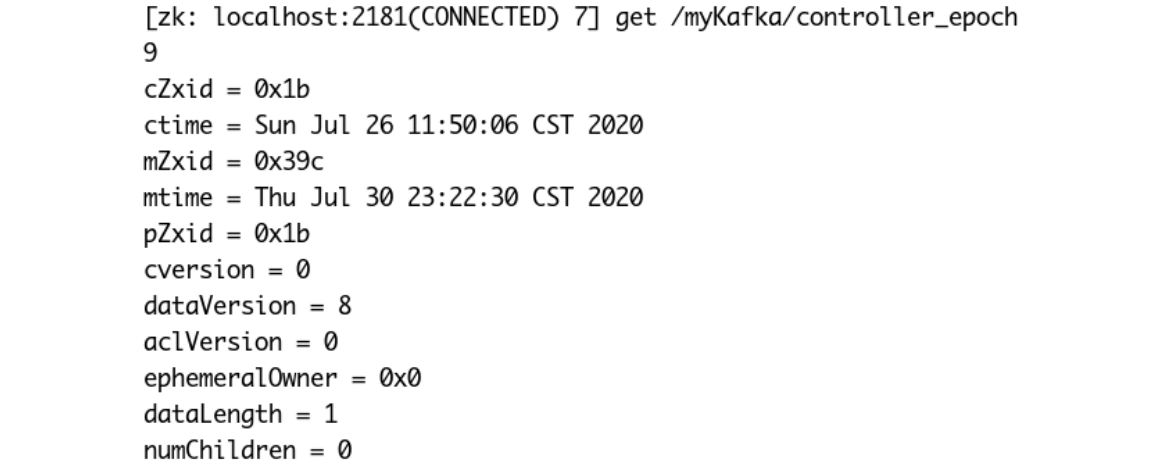 [zk: localhost:2181(CONNECTED) 7] get /myKafka/controller_epoch
9
cZxid = 0x1b
ctime = Sun Jul 26 11:50:06 CST 2020
mZxid = 0x39c
mtime = Thu Jul 30 23:22:30 CST 2020
pZxid = 0x1b
cversion = 0
dataVersion = 8
aclVersion = 0
ephemeralOwner = 0x0
dataLength = 1
numChildren = 0